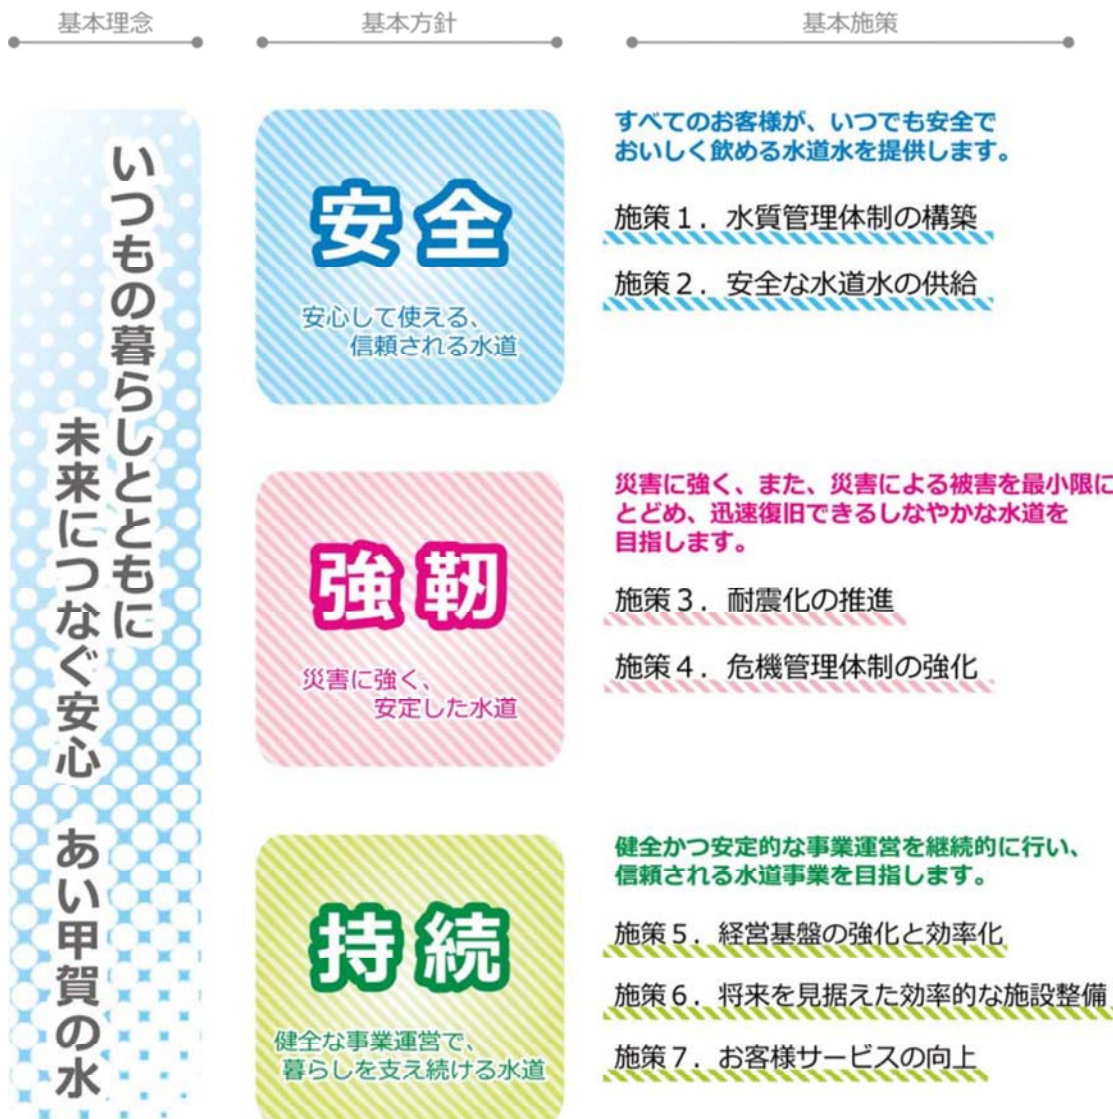 基本理念
基本方針
基本施策
いつもの暮らしとともに
未来につなぐ安心 あい甲賀の水
安全
安心して使える、
信頼される水道
すべてのお客様が、いつでも安全で
おいしく飲める水道水を提供します。
施策1．水質管理体制の構築
施策2．安全な水道水の供給
強靭
災害に強く、
安定した水道
災害に強く、また、災害による被害を最小限に
とどめ、迅速復旧できるしなやかな水道を
目指します。
施策3．耐震化の推進
施策4．危機管理体制の強化
持続
健全な事業運営で、
暮らしを支え続ける水道
健全かつ安定的な事業運営を継続的に行い、
信頼される水道事業を目指します。
施策5．経営基盤の強化と効率化
施策6．将来を見据えた効率的な施設整備
施策7．お客様サービスの向上